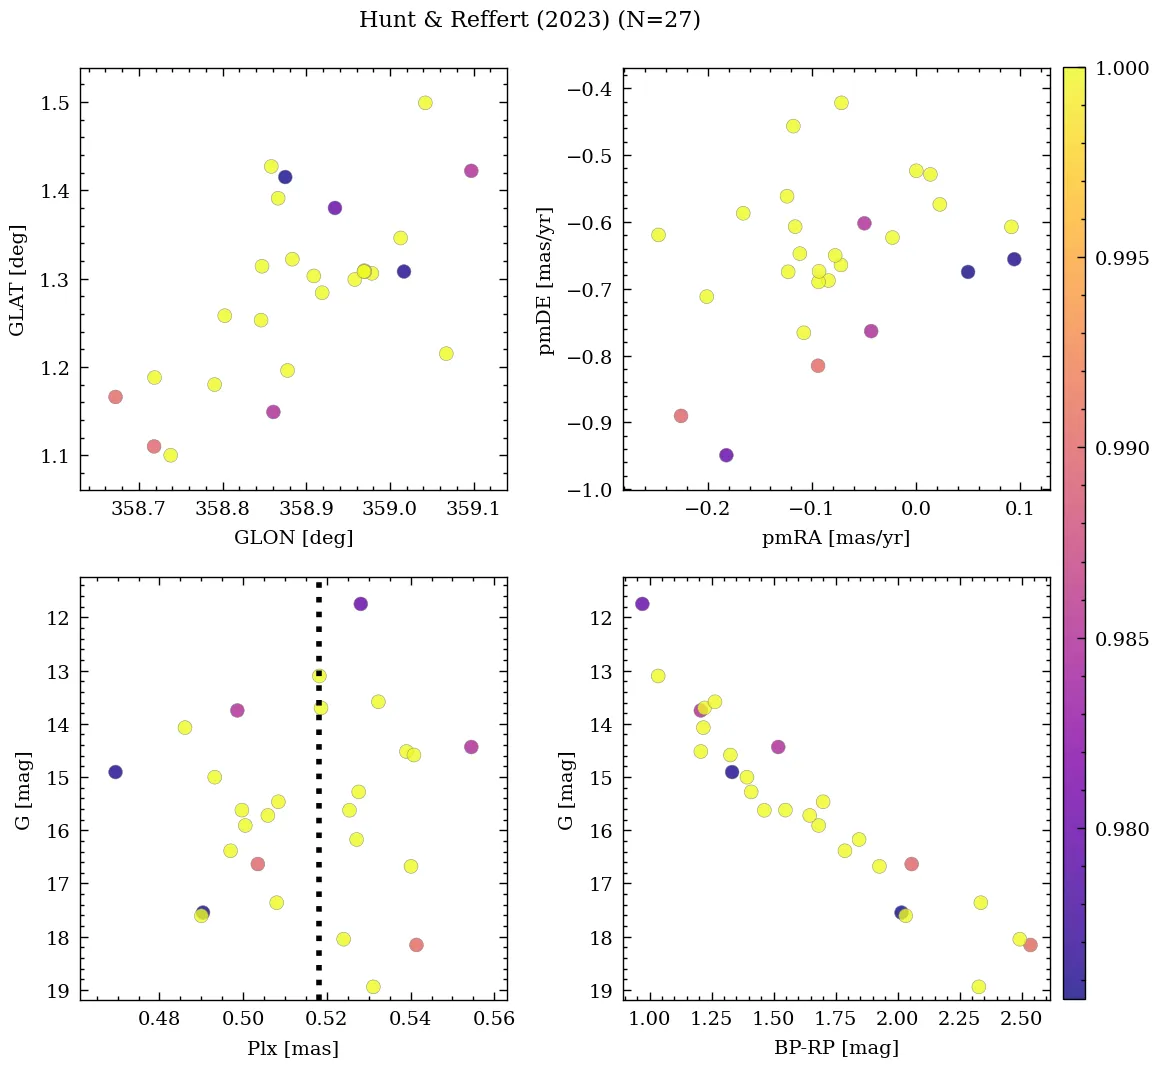 Hunt & Reffert (2023) (N=27)
1.5
1.4
1.3
1.2
1.1
GLAT [deg]
358.7 358.8 358.9 359.0 359.1
GLON [deg]
−0.4
−0.5
−0.6
−0.7
−0.8
−0.9
−1.0
pmDE [mas/yr]
−0.2 −0.1 0.0 0.1
pmRA [mas/yr]
1.000
0.995
0.990
0.985
0.980
12
13
14
15
16
17
18
19
G [mag]
0.48 0.50 0.52 0.54 0.56
Plx [mas]
12
13
14
15
16
17
18
19
G [mag]
1.00 1.25 1.50 1.75 2.00 2.25 2.50
BP-RP [mag]